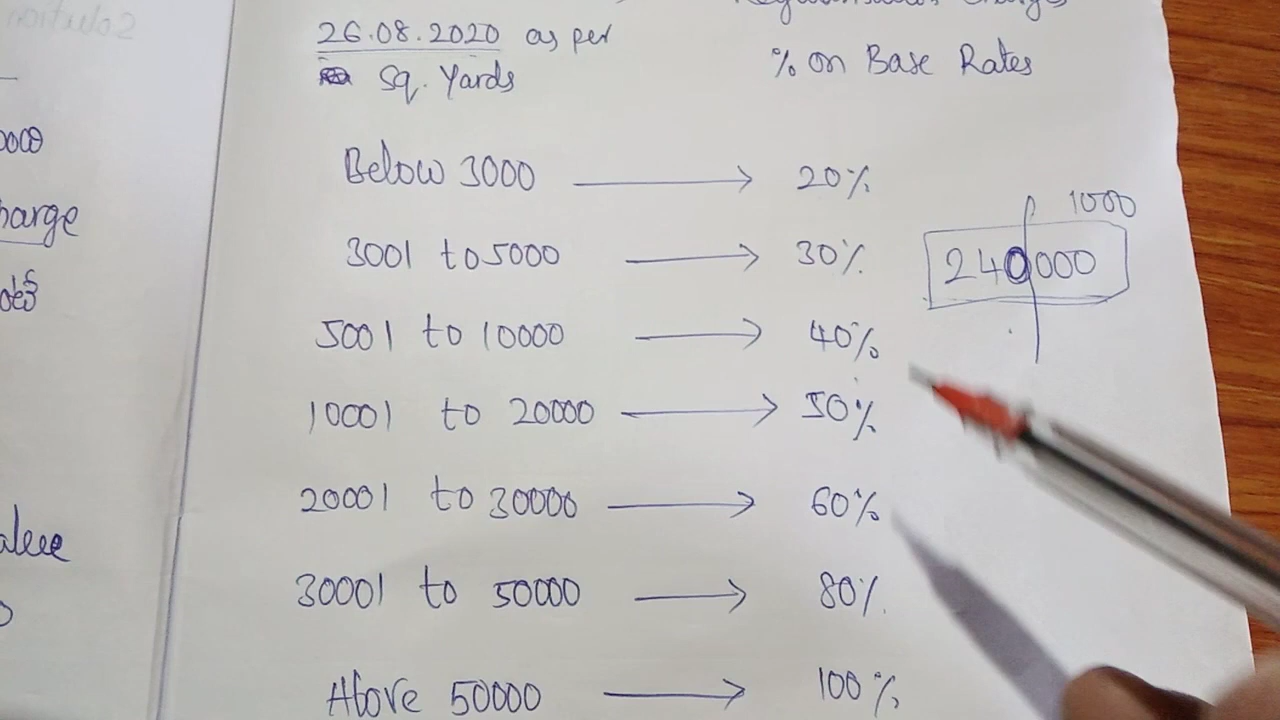 26.08.2020 as per
Sq. Yards
% on Base Rates
Below 3000 → 20%
3001 to 5000 → 30%
5001 to 10000 → 40%
10001 to 20000 → 50%
20001 to 30000 → 60%
30001 to 50000 → 80%
Above 50000 → 100%
1000
240000